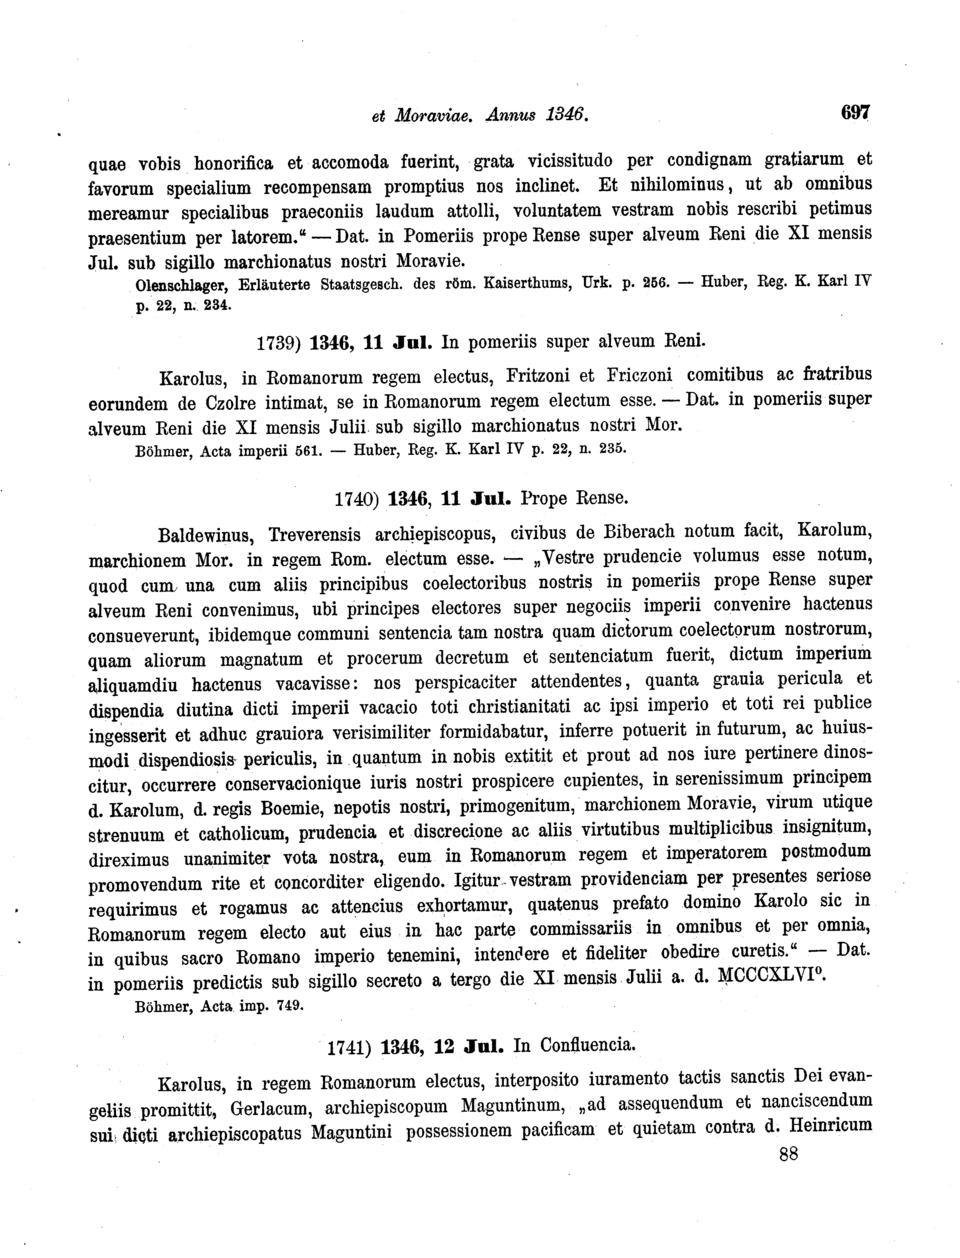 et Moraviae. Annus 1346. 697
quae vobis honorifica et accomoda fuerint, grata vicissitudo per condignam gratiarum et
favorum specialium recompensam promptius nos inclinet. Et nihilominus, ut ab omnibus
mereamur specialibus praeconiis laudum attolli, voluntatem vestram nobis rescribi petimus
praesentium per latorem.“ — Dat. in Pomeriis prope Rense super alveum Reni die XI mensis
Jul. sub sigillo marchionatus nostri Moravie.
Olenschlager, Erläuterte Staatsgesch. des röm. Kaiserthums, Urk. p. 256. — Huber, Reg. K. Karl IV
p. 22, n. 234.
1739) 1346, 11 Jul. In pomeriis super alveum Reni.
Karolus, in Romanorum regem electus, Fritzoni et Friczoni comitibus ac fratribus
eorundem de Czolre intimat, se in Romanorum regem electum esse. — Dat. in pomeriis super
alveum Reni die XI mensis Julii sub sigillo marchionatus nostri Mor.
Böhmer, Acta imperii 561. — Huber, Reg. K. Karl IV p. 22, n. 235.
1740) 1346, 11 Jul. Prope Rense.
Baldewinus, Treverensis archiepiscopus, civibus de Biberach notum facit, Karolum,
marchionem Mor. in regem Rom. electum esse. — „Vestre prudencie volumus esse notum,
quod cum una cum aliis principibus coelectoribus nostris in pomeriis prope Rense super
alveum Reni convenimus, ubi principes electores super negociis imperii convenire hactenus
consueverunt, ibidemque communi sentencia tam nostra quam dictorum coelectorum nostrorum,
quam aliorum magnatum et procerum decretum et sentenciatum fuerit, dictum imperium
aliquamdiu hactenus vacavisse: nos perspicaciter attendentes, quanta grauia pericula et
dispendia diutina dicti imperii vacacio toti christianitati ac ipsi imperio et toti rei publice
ingesserit et adhuc grauiora verisimiliter formidabatur, inferre potuerit in futurum, ac huius-
modi dispendiosis periculis, in quantum in nobis extitit et prout ad nos iure pertinere dinos-
citur, occurrere conservacionique iuris nostri prospicere cupientes, in serenissimum principem
d. Karolum, d. regis Boemie, nepotis nostri, primogenitum, marchionem Moravie, virum utique
strenuum et catholicum, prudencia et discrecione ac aliis virtutibus multiplicibus insignitum,
direximus unanimiter vota nostra, eum in Romanorum regem et imperatorem postmodum
promovendum rite et concorditer eligendo. Igitur vestram providenciam per presentes seriose
requirimus et rogamus ac attencius exhortamur, quatenus prefato domino Karolo sic in
Romanorum regem electo aut eius in hac parte commissariis in omnibus et per omnia,
in quibus sacro Romano imperio tenemini, intendere et fideliter obedire curetis.“ — Dat.
in pomeriis predictis sub sigillo secreto a tergo die XI mensis Julii a. d. MCCCXLVI⁰.
Böhmer, Acta imp. 749.
1741) 1346, 12 Jul. In Confluencia.
Karolus, in regem Romanorum electus, interposito iuramento tactis sanctis Dei evan-
geliis promittit, Gerlacum, archiepiscopum Maguntinum, „ad assequendum et nanciscendum
sui dicti archiepiscopatus Maguntini possessionem pacificam et quietam contra d. Heinricum
88